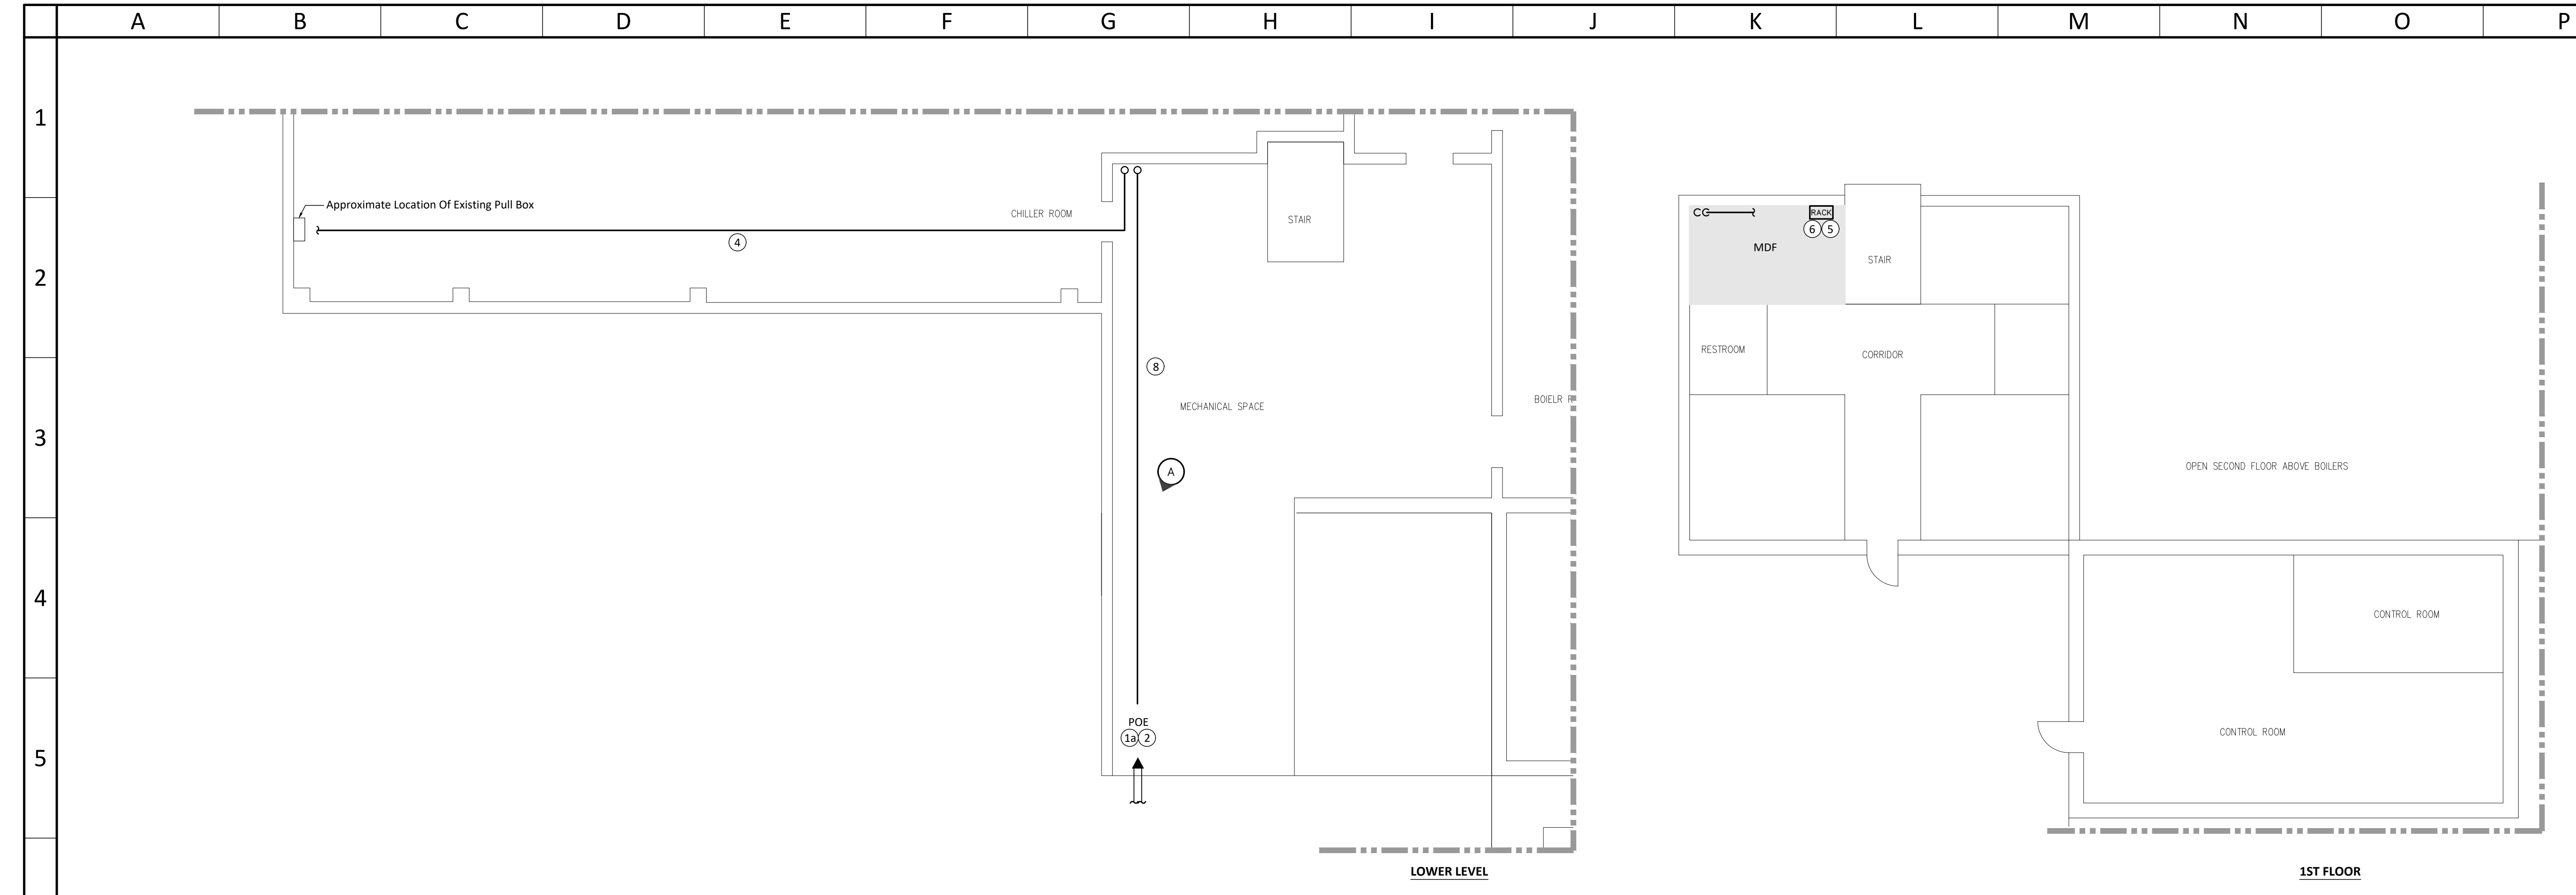 A B C D E F G H I J K L M N O P
1
Approximate Location Of Existing Pull Box
CHILLER ROOM
STAIR
4
2
8
MECHANICAL SPACE
BOIELR R
3
A
4
POE
1a 2
5
LOWER LEVEL
CG
RACK
6 5
MDF
STAIR
RESTROOM
CORRIDOR
OPEN SECOND FLOOR ABOVE BOILERS
CONTROL ROOM
CONTROL ROOM
1ST FLOOR